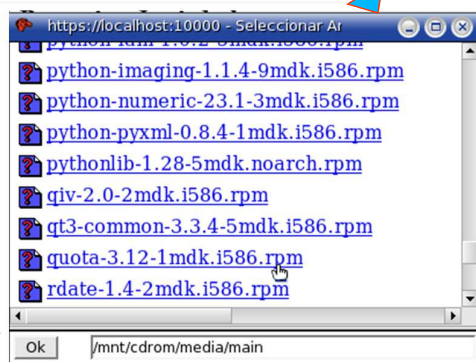 https://localhost:10000 - Seleccionar Ar
python-imaging-1.1.4-9mdk.i586.rpm
python-numeric-23.1-3mdk.i586.rpm
python-pyxml-0.8.4-1mdk.i586.rpm
pythonlib-1.28-5mdk.noarch.rpm
qiv-2.0-2mdk.i586.rpm
qt3-common-3.3.4-5mdk.i586.rpm
quota-3.12-1mdk.i586.rpm
rdate-1.4-2mdk.i586.rpm
Ok /mnt/cdrom/media/main